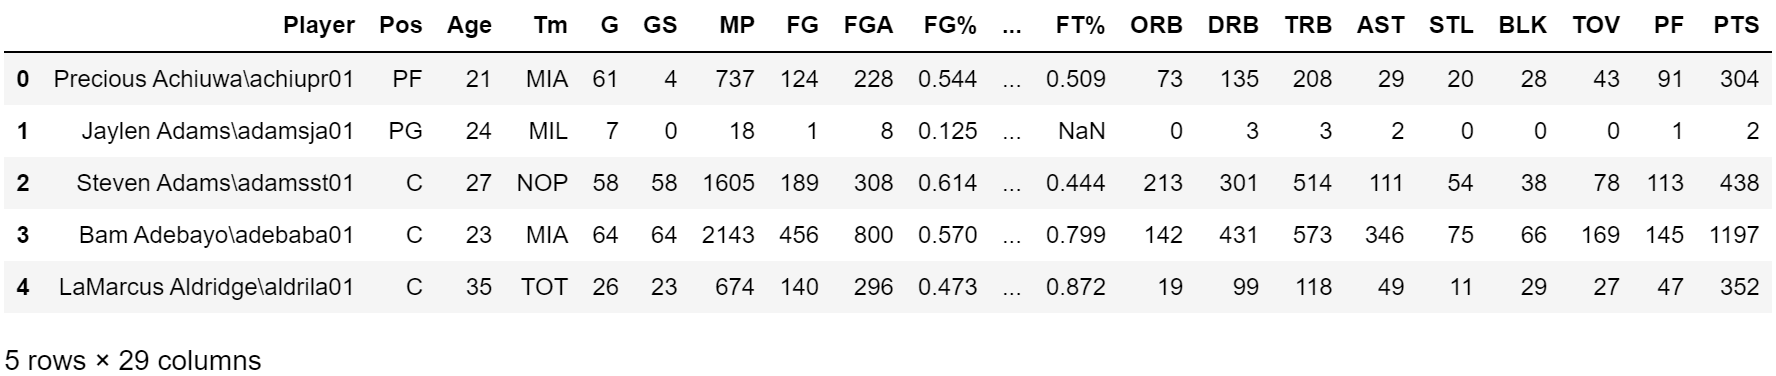 Player Pos Age Tm G GS MP FG FGA FG% ... FT% ORB DRB TRB AST STL BLK TOV PF PTS
0 Precious Achiuwa\achiupr01 PF 21 MIA 61 4 737 124 228 0.544 ... 0.509 73 135 208 29 20 28 43 91 304
1 Jaylen Adams\adamsja01 PG 24 MIL 7 0 18 1 8 0.125 ... NaN 0 3 3 2 0 0 0 1 2
2 Steven Adams\adamsst01 C 27 NOP 58 58 1605 189 308 0.614 ... 0.444 213 301 514 111 54 38 78 113 438
3 Bam Adebayo\adebaba01 C 23 MIA 64 64 2143 456 800 0.570 ... 0.799 142 431 573 346 75 66 169 145 1197
4 LaMarcus Aldridge\aldrila01 C 35 TOT 26 23 674 140 296 0.473 ... 0.872 19 99 118 49 11 29 27 47 352
5 rows × 29 columns